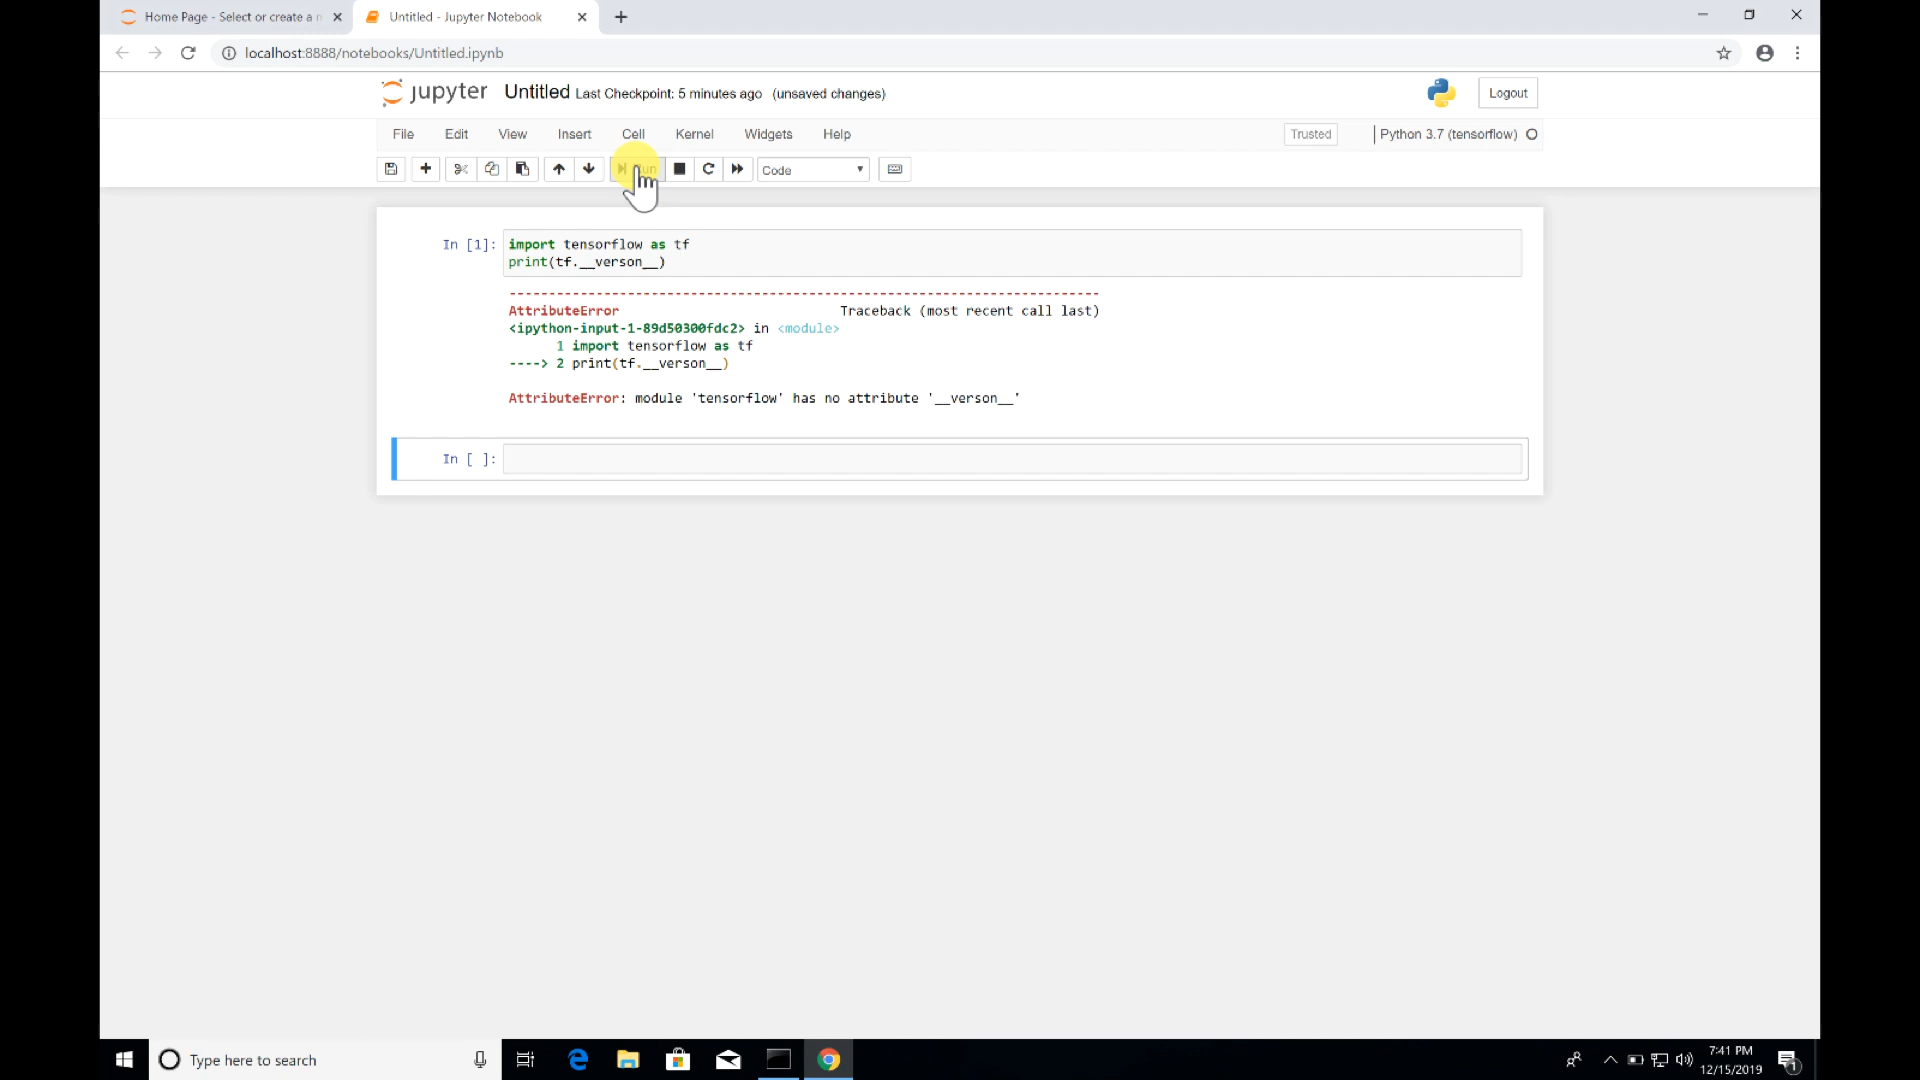 Home Page - Select or create a n
Untitled - Jupyter Notebook
localhost:8888/notebooks/Untitled.ipynb
jupyter Untitled Last Checkpoint: 5 minutes ago (unsaved changes)
Logout
File Edit View Insert Cell Kernel Widgets Help
Trusted
Python 3.7 (tensorflow)
Code
In [1]: import tensorflow as tf
print(tf.__verson__)
---------------------------------------------------------------------------
AttributeError Traceback (most recent call last)
<ipython-input-1-89d50300fdc2> in <module>
1 import tensorflow as tf
----> 2 print(tf.__verson__)
AttributeError: module 'tensorflow' has no attribute '__verson__'
In [ ]:
Type here to search
7:41 PM
12/15/2019
1